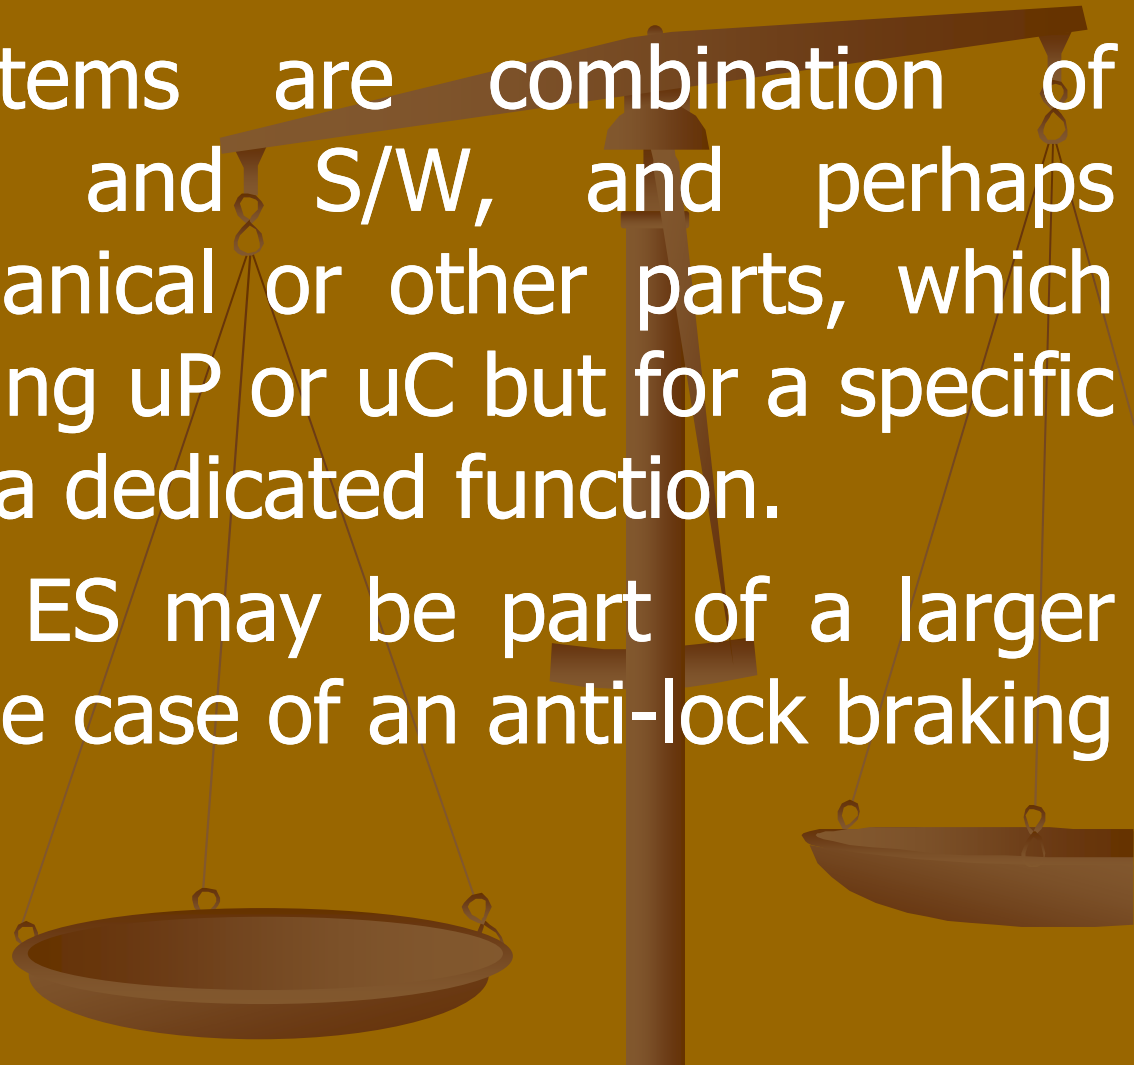 tems are combination of
and S/W, and perhaps
anical or other parts, which
ng uP or uC but for a specific
a dedicated function.
ES may be part of a larger
e case of an anti-lock braking